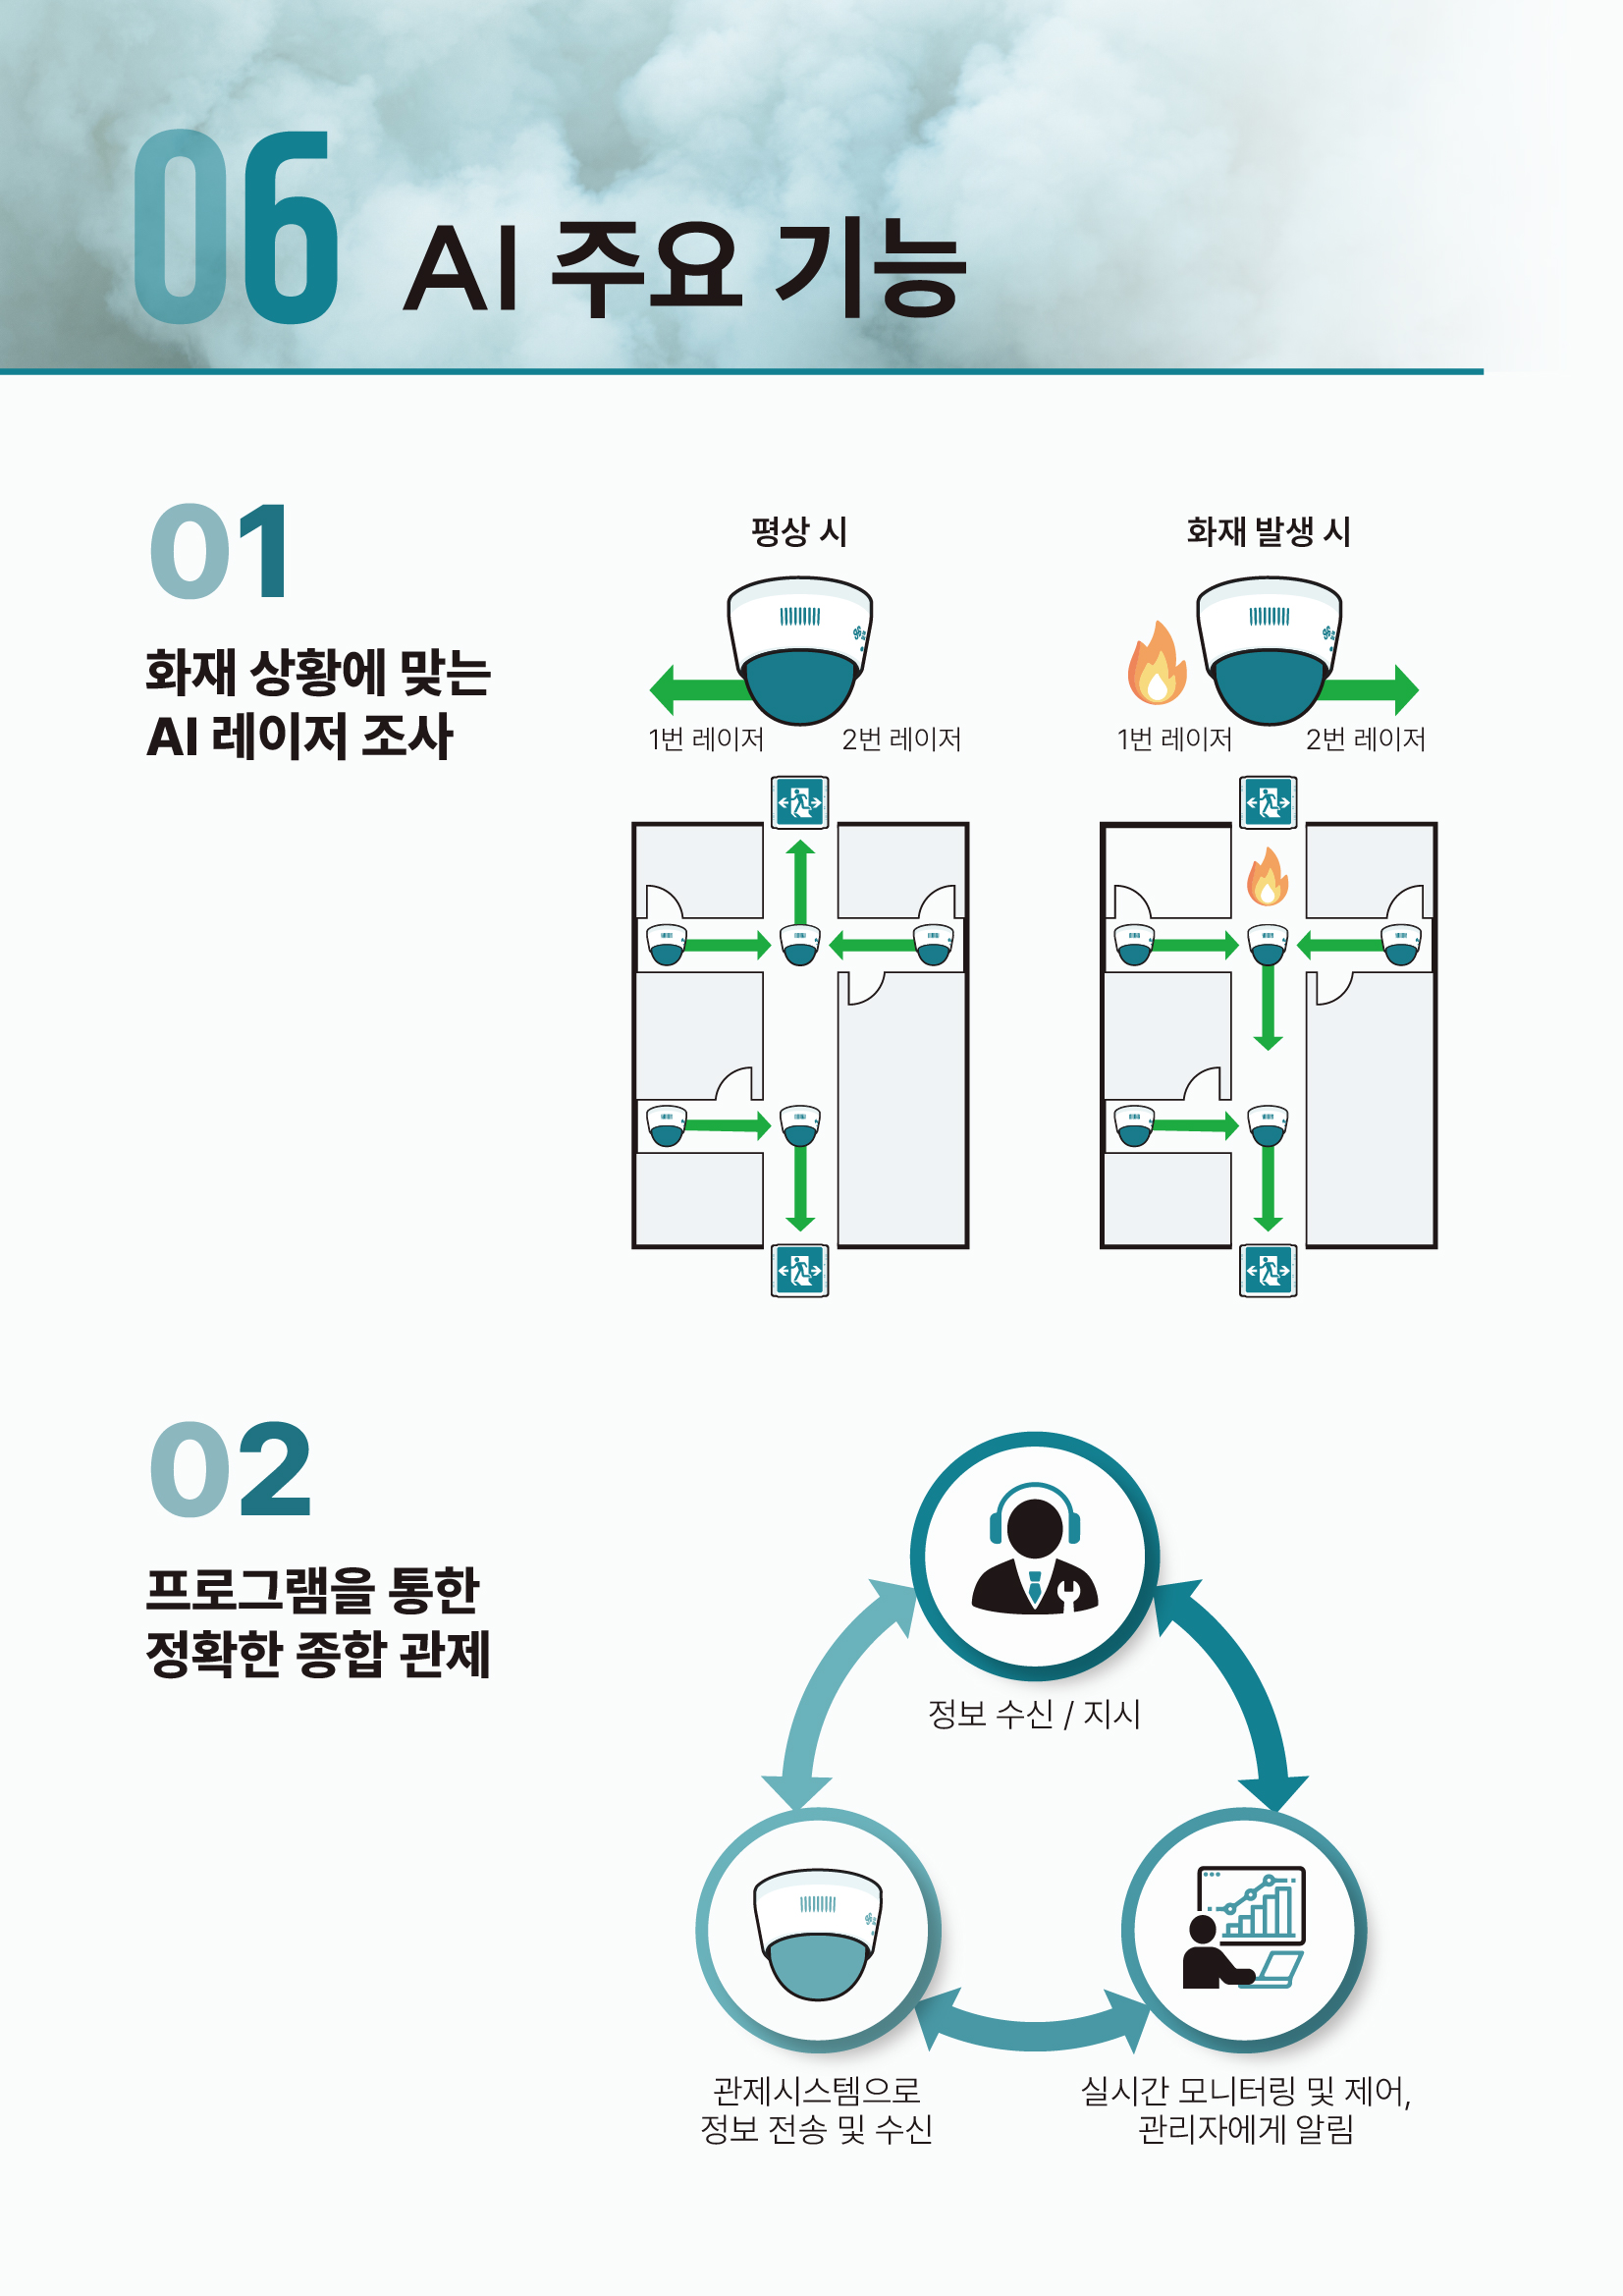 06 AI 주요 기능
01
화재 상황에 맞는
AI 레이저 조사
평상 시
1번 레이저 2번 레이저
화재 발생 시
1번 레이저 2번 레이저
02
프로그램을 통한
정확한 종합 관제
정보 수신 / 지시
관제시스템으로
정보 전송 및 수신
실시간 모니터링 및 제어,
관리자에게 알림